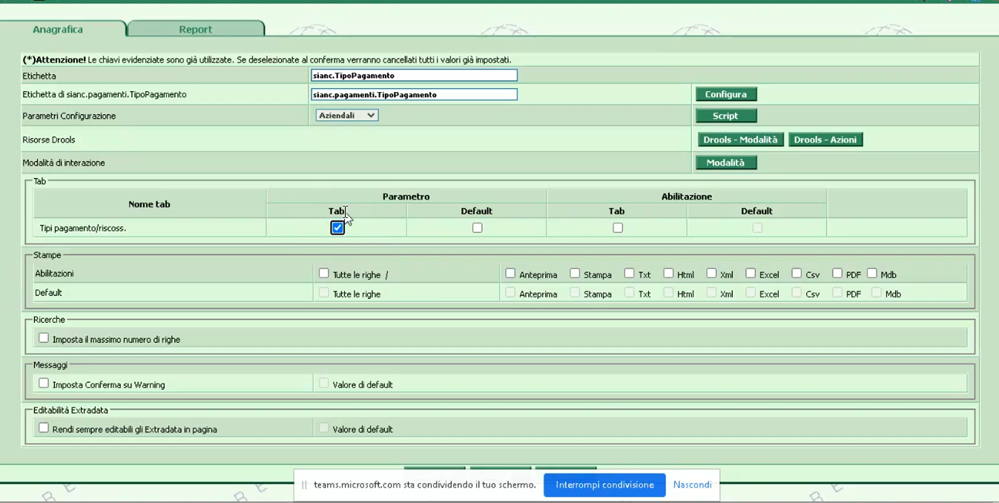 Anagrafica Report
(*)Attenzione! Le chiavi evidenziate sono già utilizzate. Se deselezionate al conferma verranno cancellati tutti i valori già impostati.
Etichetta sianc.TipoPagamento
Etichetta di sianc.pagamenti.TipoPagamento sianc.pagamenti.TipoPagamento Configura
Parametri Configurazione Aziendali Script
Risorse Drools Drools - Modalità Drools - Azioni
Modalità di interazione Modalità
Tab
Nome tab Parametro Abilitazione
Tab Default Tab Default
Tipi pagamento/riscoss.
Stampe
Abilitazioni Tutte le righe / Anteprima Stampa Txt Html Xml Excel Csv PDF Mdb
Default Tutte le righe Anteprima Stampa Txt Html Xml Excel Csv PDF Mdb
Ricerche
Imposta il massimo numero di righe
Messaggi
Imposta Conferma su Warning Valore di default
Editabilità Extradata
Rendi sempre editabili gli Extradata in pagina Valore di default
teams.microsoft.com sta condividendo il tuo schermo. Interrompi condivisione Nascondi